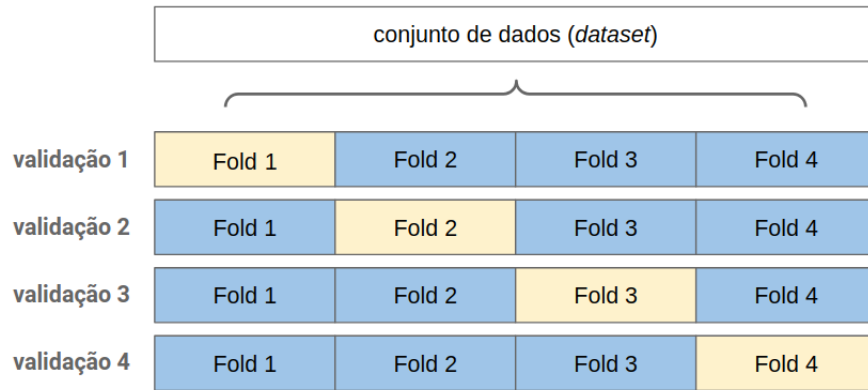 conjunto de dados (dataset)
validação 1 Fold 1 Fold 2 Fold 3 Fold 4
validação 2 Fold 1 Fold 2 Fold 3 Fold 4
validação 3 Fold 1 Fold 2 Fold 3 Fold 4
validação 4 Fold 1 Fold 2 Fold 3 Fold 4